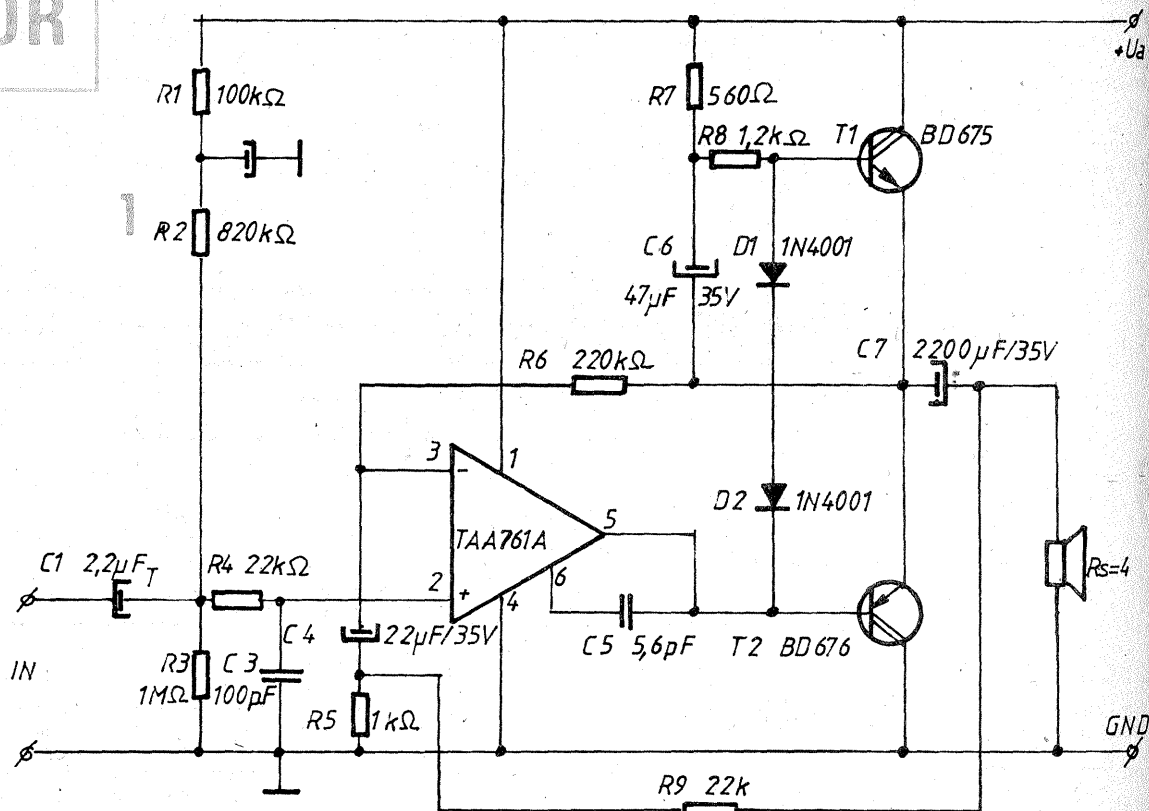 ÜR
+Ua
R1 100kΩ
R7 560Ω
R8 1,2kΩ
T1 BD675
1
R2 820kΩ
C6
47µF 35V
D1 1N4001
R6 220kΩ
C7 2200µF/35V
3
-
1
D2 1N4001
TAA761A
5
6
2
+
4
C1 2,2µF T
R4 22kΩ
C4 22µF/35V
C5 5,6pF
T2 BD676
Rs=4
IN
R3 1MΩ
C3 100pF
R5 1kΩ
GND
R9 22k